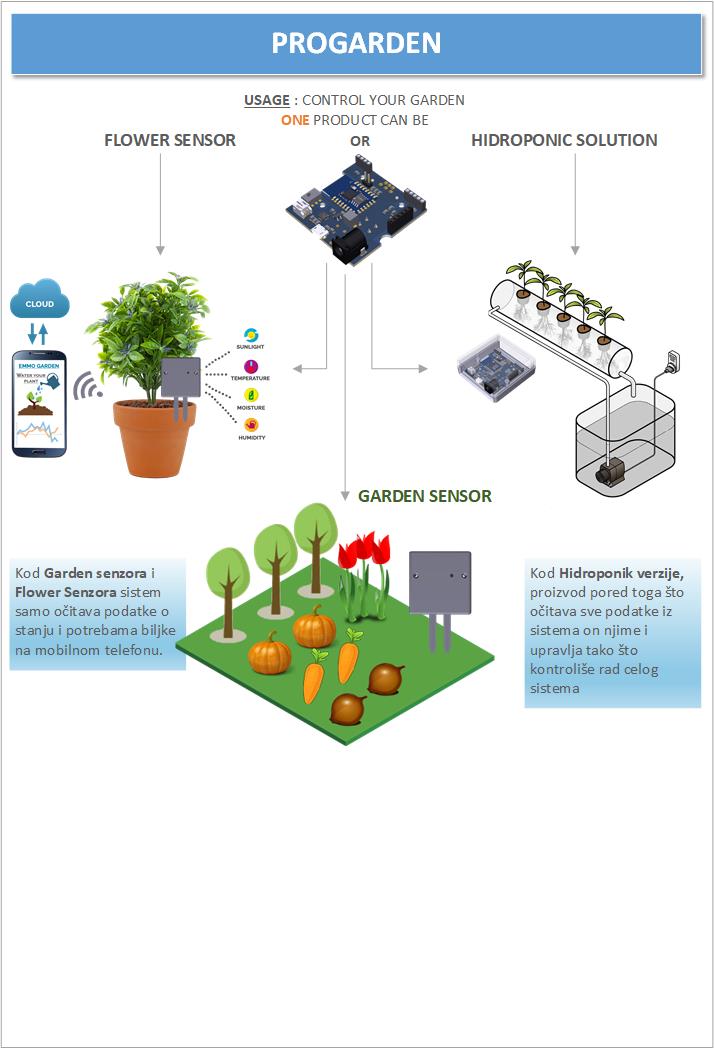 PROGARDEN
USAGE : CONTROL YOUR GARDEN
ONE PRODUCT CAN BE
FLOWER SENSOR
OR
HIDROPONIC SOLUTION
CLOUD
EMMO GARDEN
WATER YOUR
PLANT
SUNLIGHT
TEMPERATURE
MOISTURE
HUMIDITY
GARDEN SENSOR
Kod Garden senzora i
Flower Senzora sistem
samo očitava podatke o
stanju i potrebama biljke
na mobilnom telefonu.
Kod Hidroponik verzije,
proizvod pored toga što
očitava sve podatke iz
sistema on njime i
upravlja tako što
kontroliše rad celog
sistema